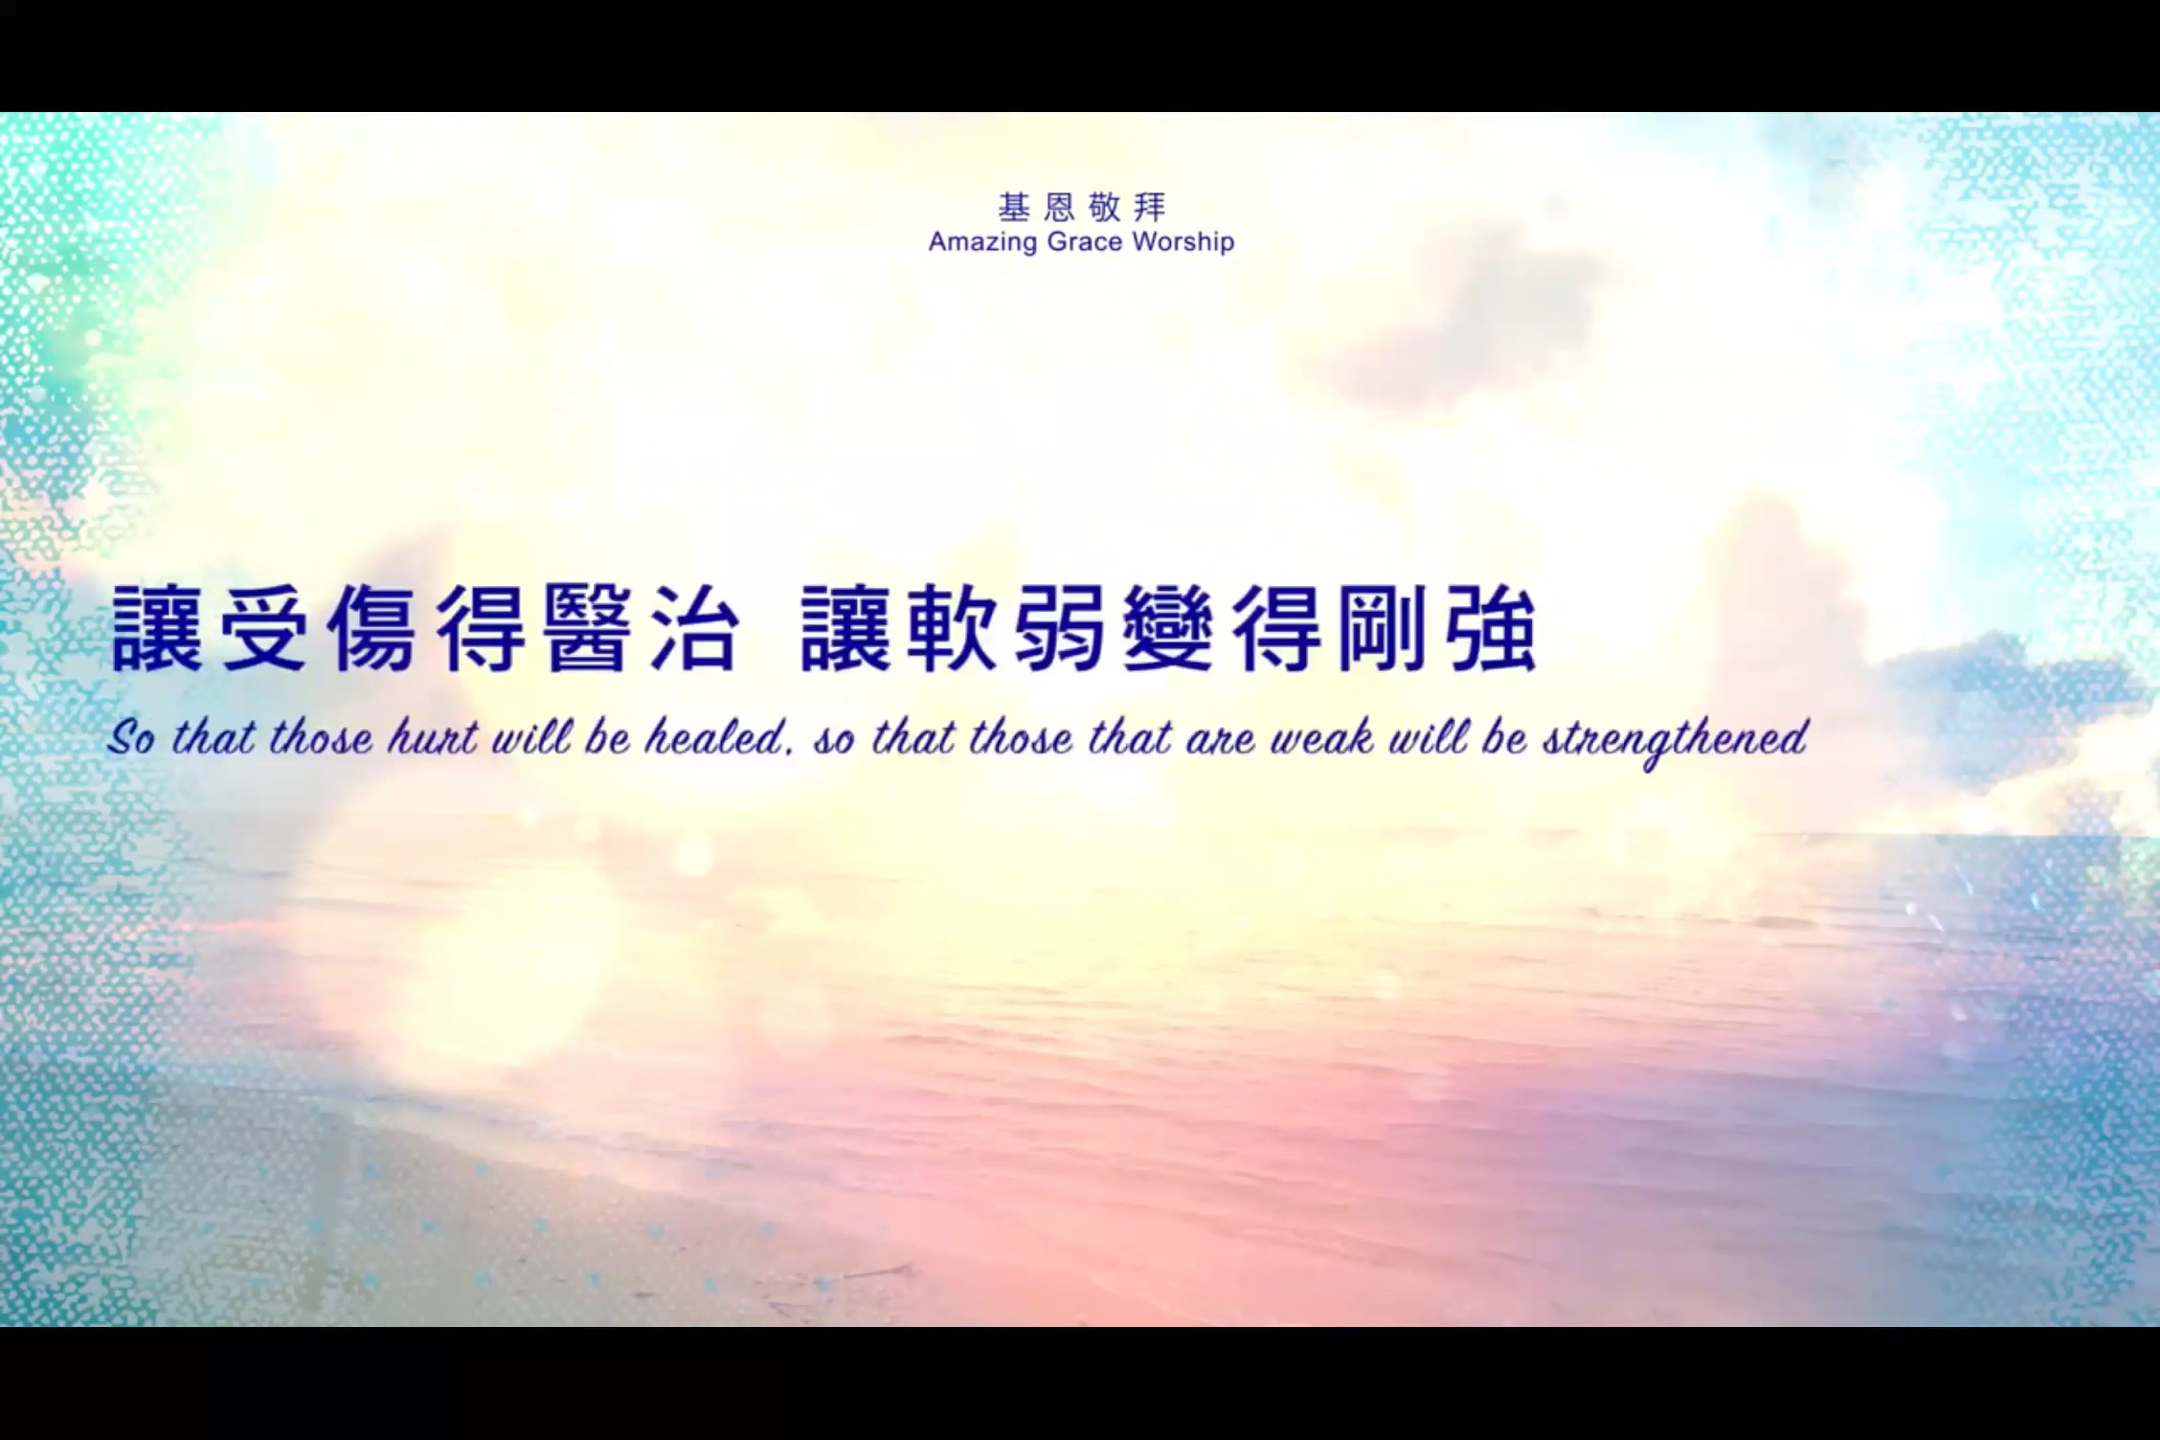 基恩敬拜
Amazing Grace Worship
讓受傷得醫治 讓軟弱變得剛強
So that those hurt will be healed, so that those that are weak will be strengthened